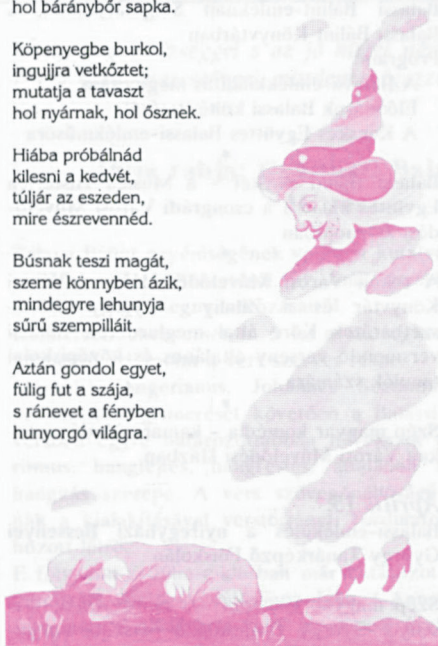 hol báránybőr sapka.

Köpenyegbe burkol,
ingujjra vetkőztet;
mutatja a tavaszt
hol nyárnak, hol ősznek.

Hiába próbálnád
kilesni a kedvét,
túljár az eszeden,
mire észrevennéd.

Búsnak teszi magát,
szeme könnyben ázik,
mindegyre lehunyja
sűrű szempilláit.

Aztán gondol egyet,
fülig fut a szája,
s ránevet a fényben
hunyorgó világra.